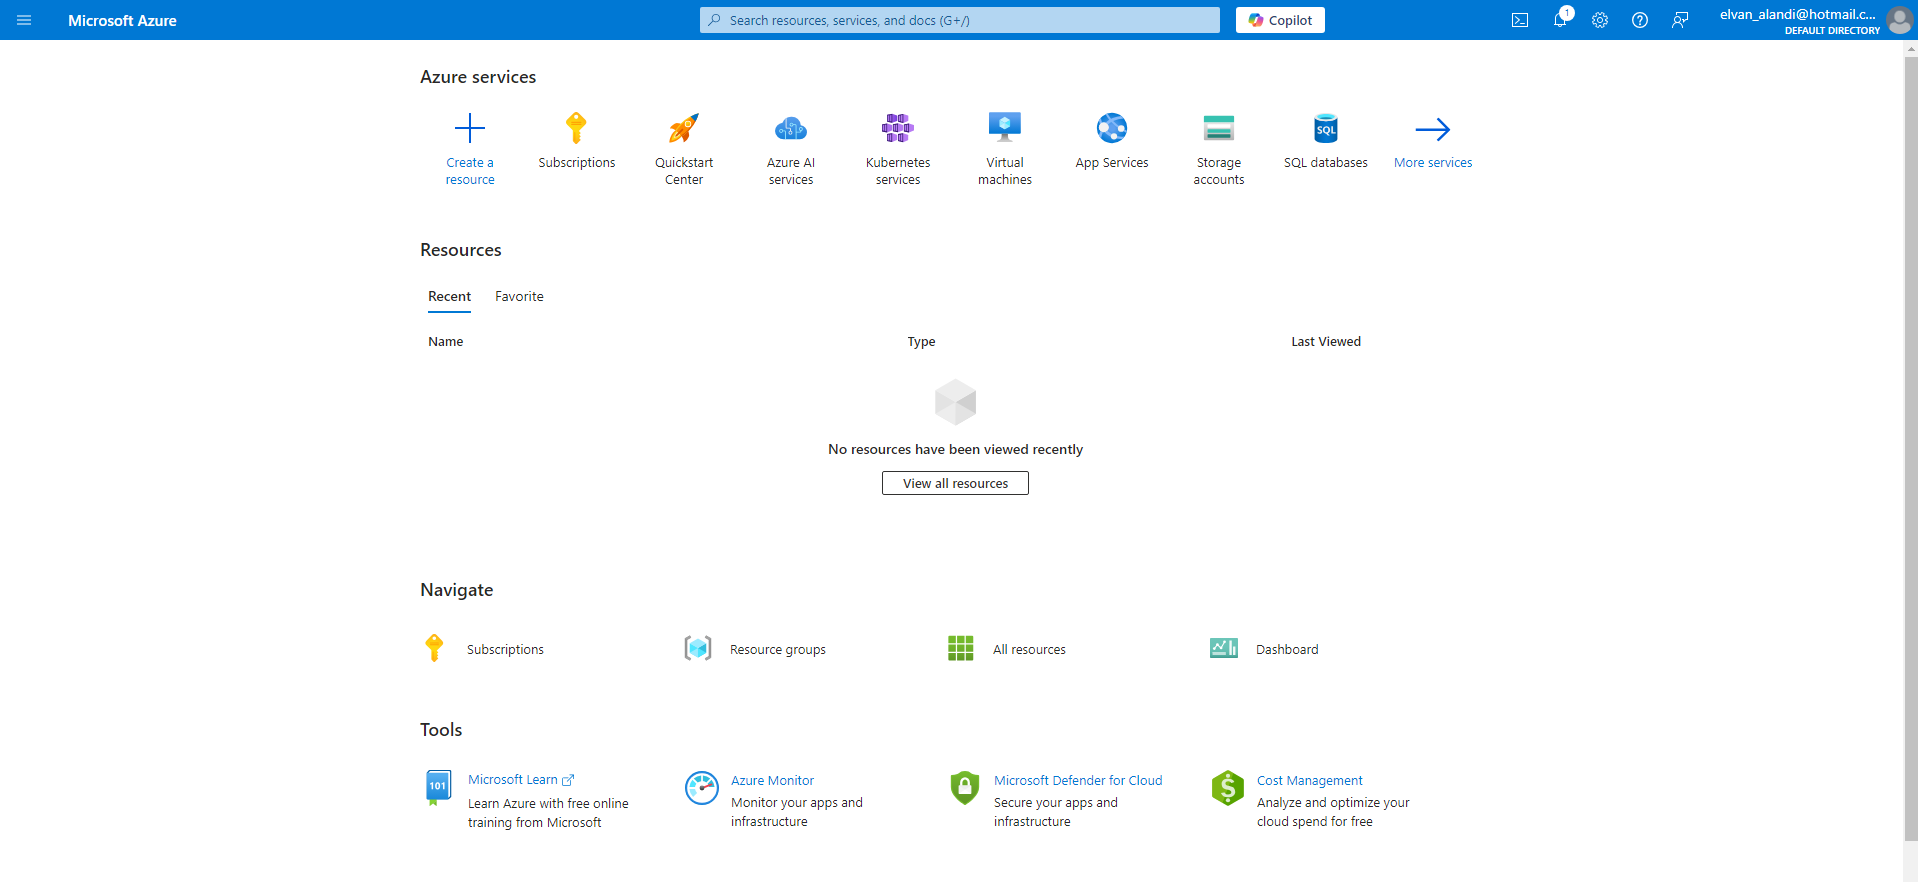 Microsoft Azure
Search resources, services, and docs (G+/)
Copilot
1
elvan_alandi@hotmail.c...
DEFAULT DIRECTORY
Azure services
Create a
resource
Subscriptions
Quickstart
Center
Azure AI
services
Kubernetes
services
Virtual
machines
App Services
Storage
accounts
SQL
SQL databases
More services
Resources
Recent
Favorite
Name
Type
Last Viewed
No resources have been viewed recently
View all resources
Navigate
Subscriptions
Resource groups
All resources
Dashboard
Tools
101
Microsoft Learn
Learn Azure with free online
training from Microsoft
Azure Monitor
Monitor your apps and
infrastructure
Microsoft Defender for Cloud
Secure your apps and
infrastructure
$
Cost Management
Analyze and optimize your
cloud spend for free